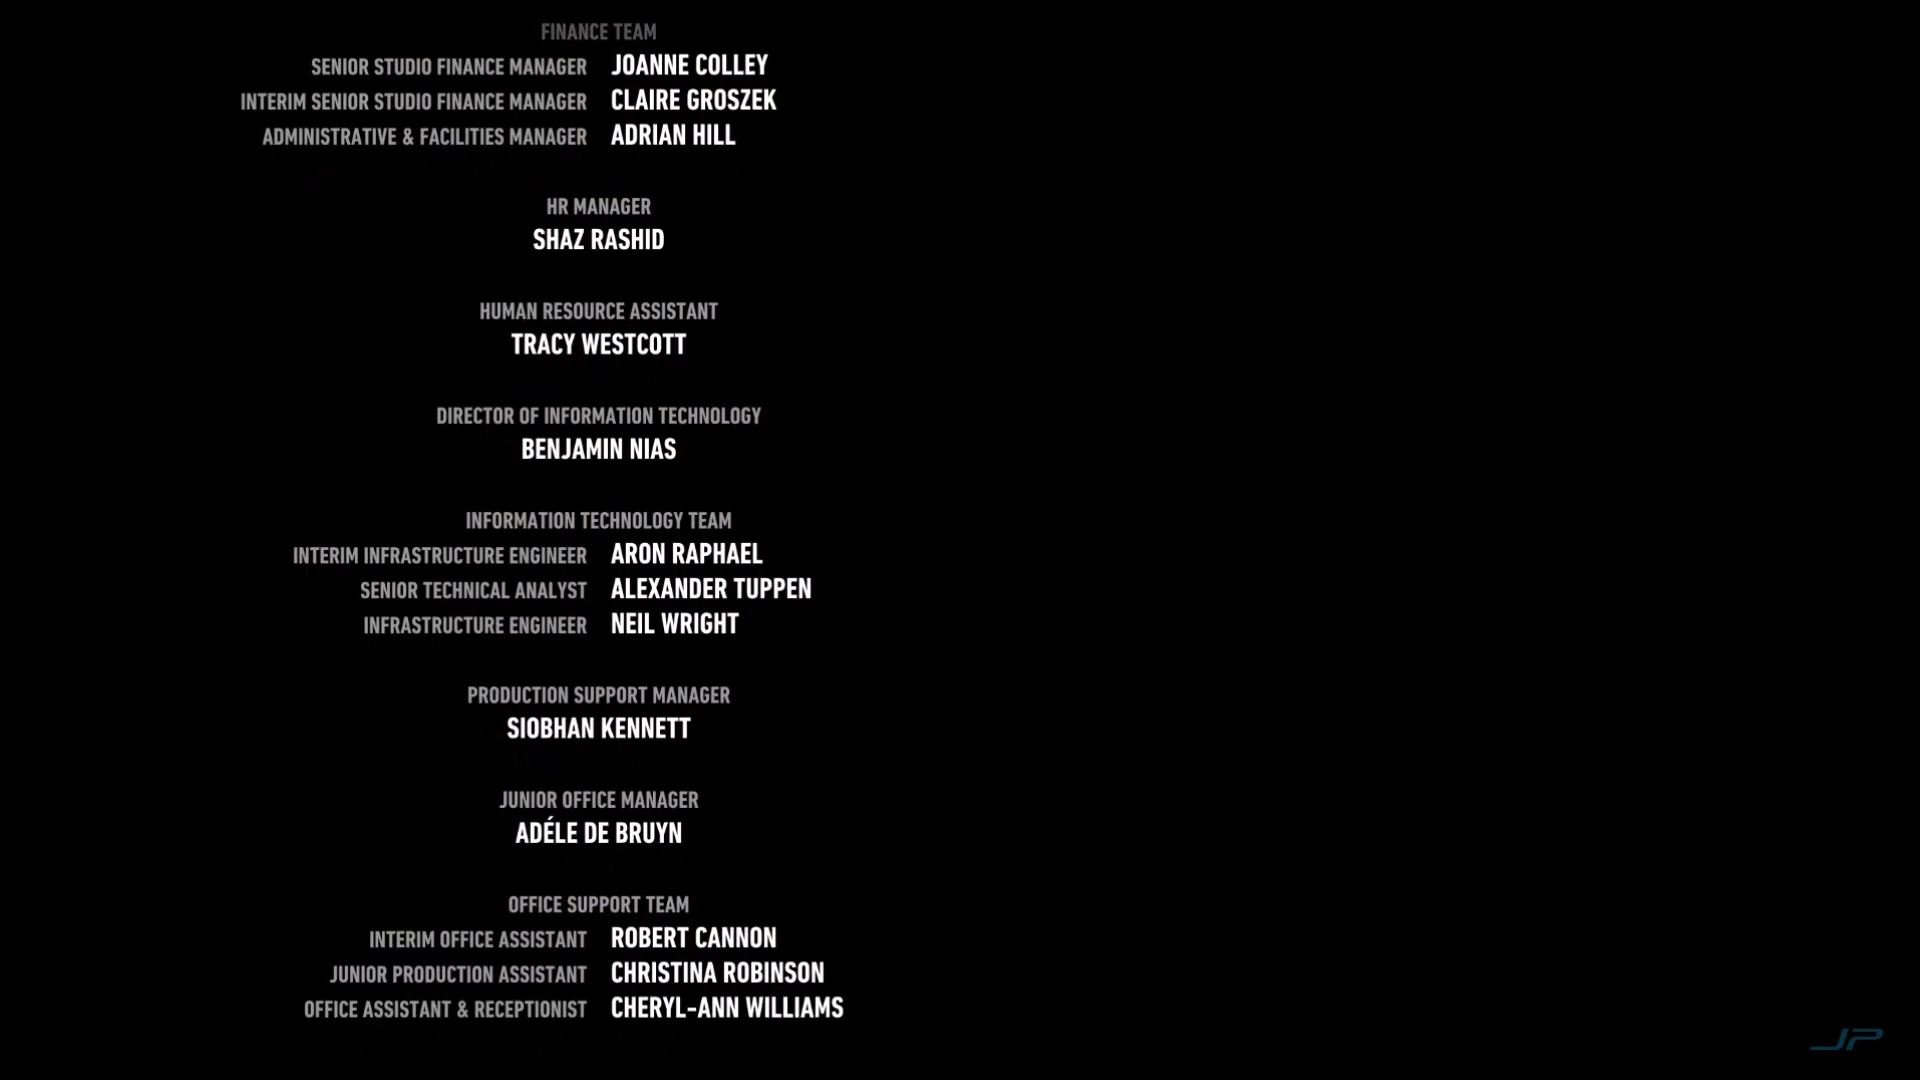 FINANCE TEAM
SENIOR STUDIO FINANCE MANAGER JOANNE COLLEY
INTERIM SENIOR STUDIO FINANCE MANAGER CLAIRE GROSZEK
ADMINISTRATIVE & FACILITIES MANAGER ADRIAN HILL
HR MANAGER
SHAZ RASHID
HUMAN RESOURCE ASSISTANT
TRACY WESTCOTT
DIRECTOR OF INFORMATION TECHNOLOGY
BENJAMIN NIAS
INFORMATION TECHNOLOGY TEAM
INTERIM INFRASTRUCTURE ENGINEER ARON RAPHAEL
SENIOR TECHNICAL ANALYST ALEXANDER TUPPEN
INFRASTRUCTURE ENGINEER NEIL WRIGHT
PRODUCTION SUPPORT MANAGER
SIOBHAN KENNETT
JUNIOR OFFICE MANAGER
ADÉLE DE BRUYN
OFFICE SUPPORT TEAM
INTERIM OFFICE ASSISTANT ROBERT CANNON
JUNIOR PRODUCTION ASSISTANT CHRISTINA ROBINSON
OFFICE ASSISTANT & RECEPTIONIST CHERYL-ANN WILLIAMS
JP